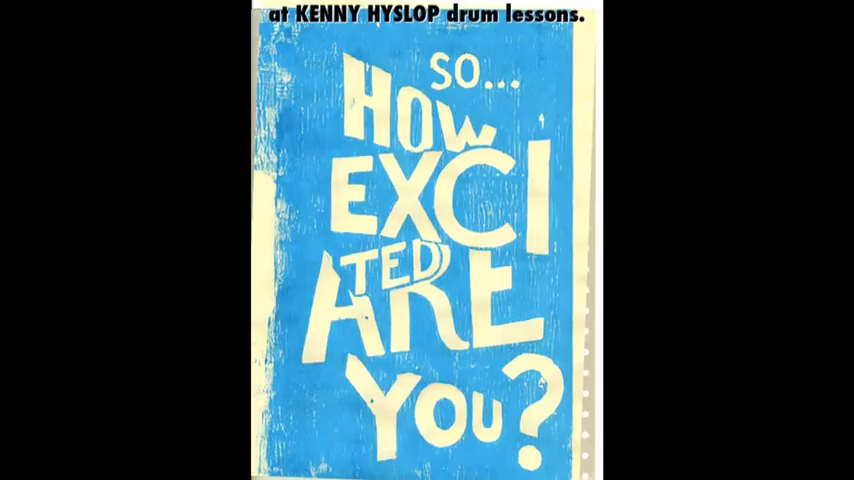 at KENNY HYSLOP drum lessons.
SO...
HOW
EXCI
TED
ARE
YOU?